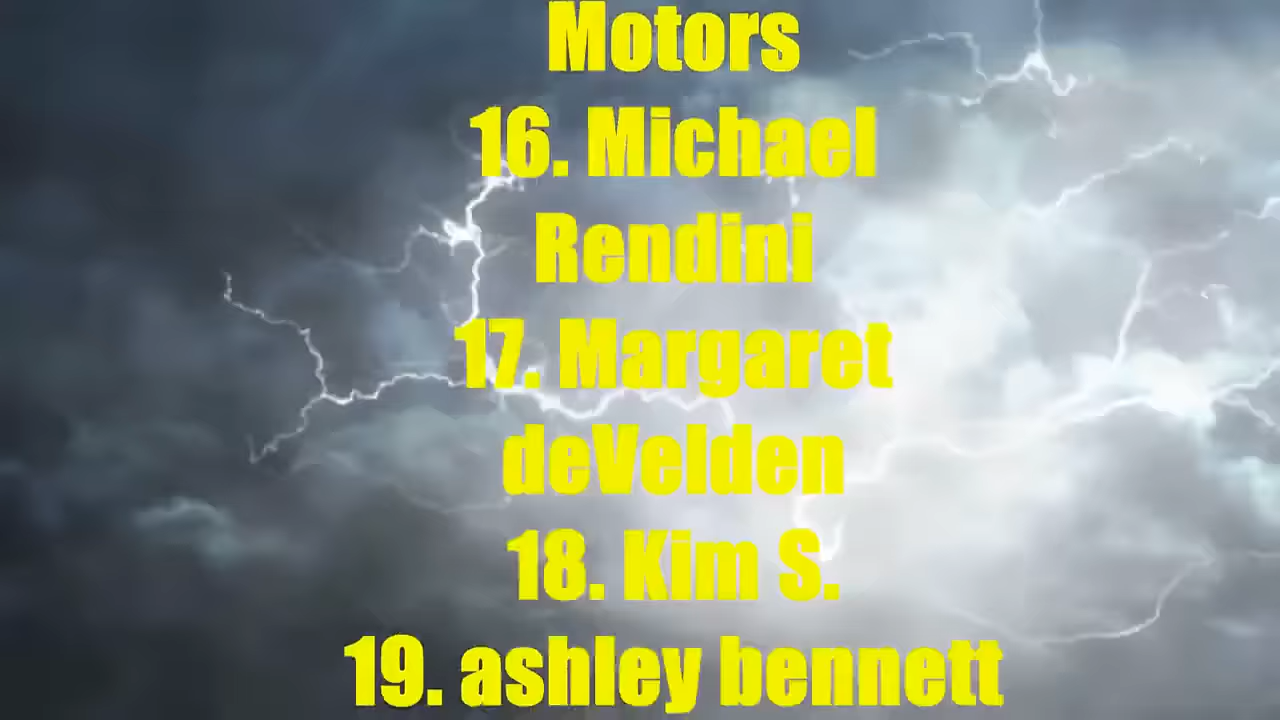 Motors
16. Michael
Rendini
17. Margaret
deVelden
18. Kim S.
19. ashley bennett